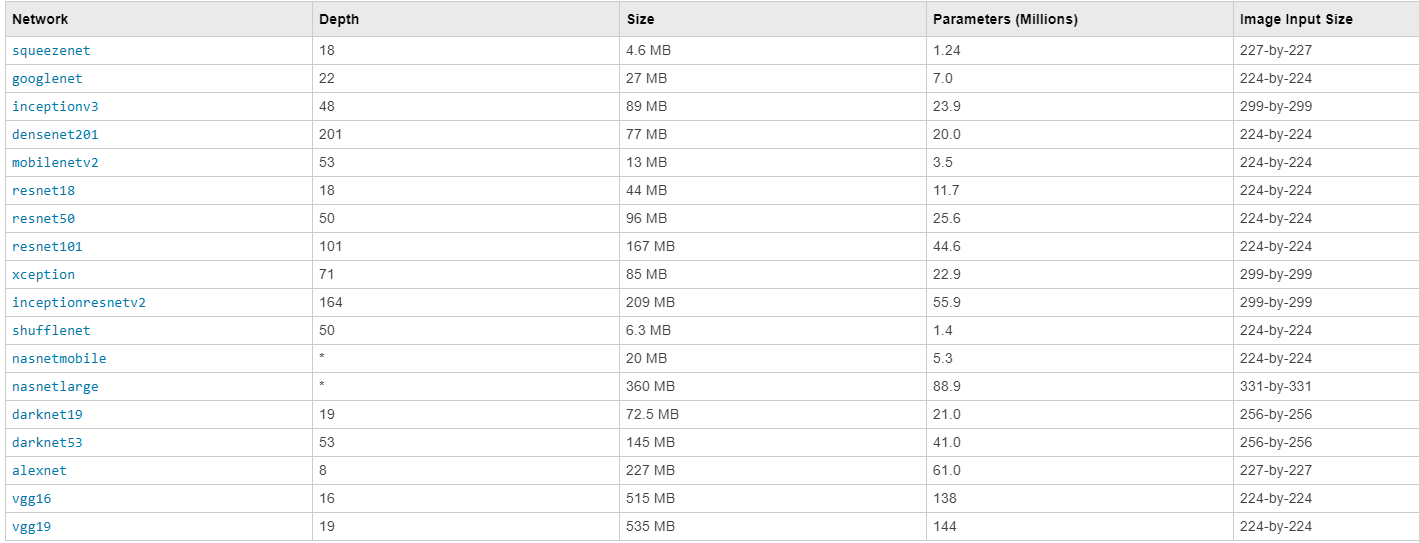 Network Depth Size Parameters (Millions) Image Input Size
squeezenet 18 4.6 MB 1.24 227-by-227
googlenet 22 27 MB 7.0 224-by-224
inceptionv3 48 89 MB 23.9 299-by-299
densenet201 201 77 MB 20.0 224-by-224
mobilenetv2 53 13 MB 3.5 224-by-224
resnet18 18 44 MB 11.7 224-by-224
resnet50 50 96 MB 25.6 224-by-224
resnet101 101 167 MB 44.6 224-by-224
xception 71 85 MB 22.9 299-by-299
inceptionresnetv2 164 209 MB 55.9 299-by-299
shufflenet 50 6.3 MB 1.4 224-by-224
nasnetmobile * 20 MB 5.3 224-by-224
nasnetlarge * 360 MB 88.9 331-by-331
darknet19 19 72.5 MB 21.0 256-by-256
darknet53 53 145 MB 41.0 256-by-256
alexnet 8 227 MB 61.0 227-by-227
vgg16 16 515 MB 138 224-by-224
vgg19 19 535 MB 144 224-by-224